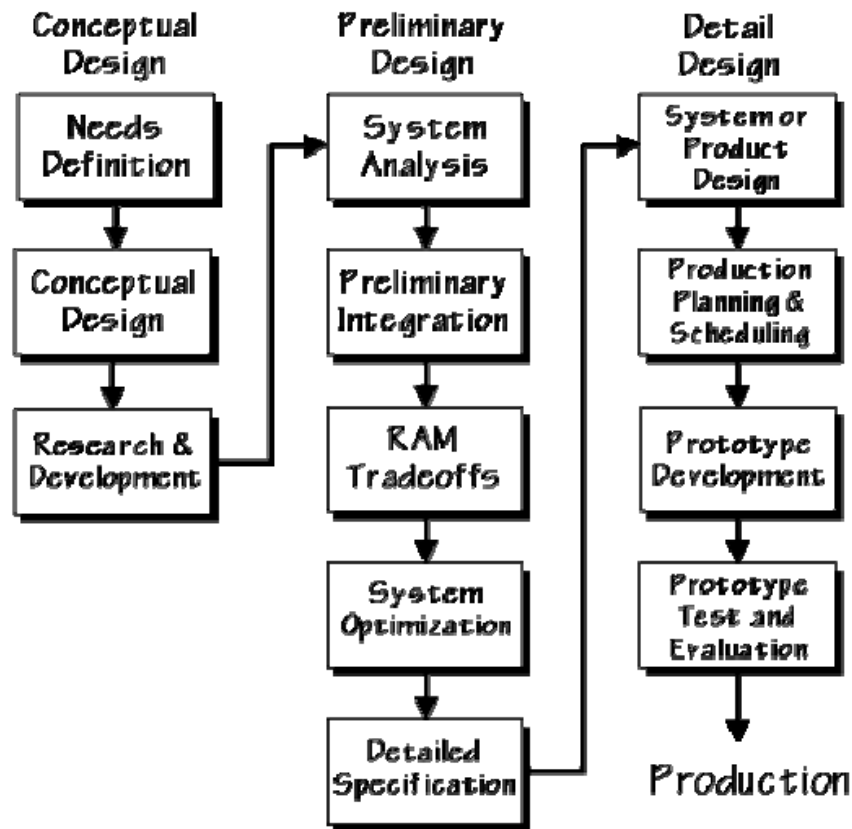 Conceptual
Design
Needs
Definition
Conceptual
Design
Research &
Development
Preliminary
Design
System
Analysis
Preliminary
Integration
RAM
Tradeoffs
System
Optimization
Detailed
Specification
Detail
Design
System or
Product
Design
Production
Planning &
Scheduling
Prototype
Development
Prototype
Test and
Evaluation
Production